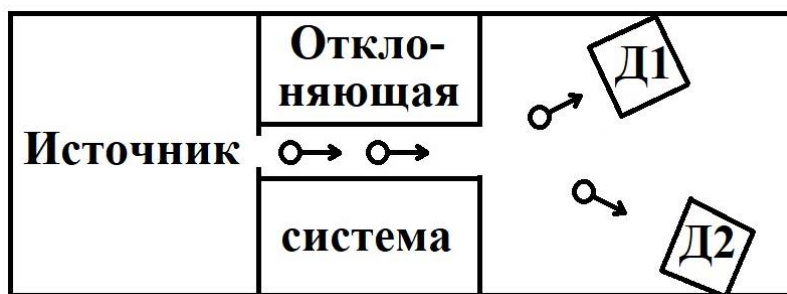 Откло-
няющая
Д1
Источник
система
Д2